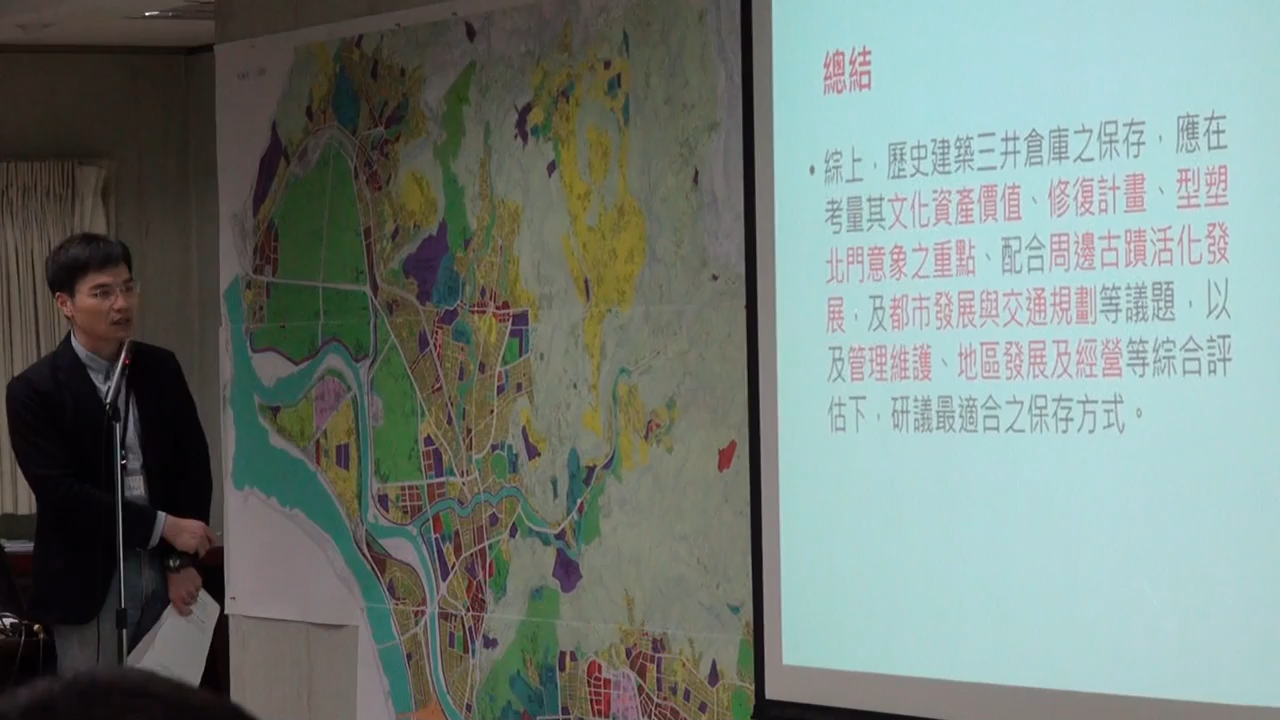 總結
• 綜上，歷史建築三井倉庫之保存，應在
考量其文化資產價值、修復計畫、型塑
北門意象之重點、配合周邊古蹟活化發
展，及都市發展與交通規劃等議題，以
及管理維護、地區發展及經營等綜合評
估下，研議最適合之保存方式。